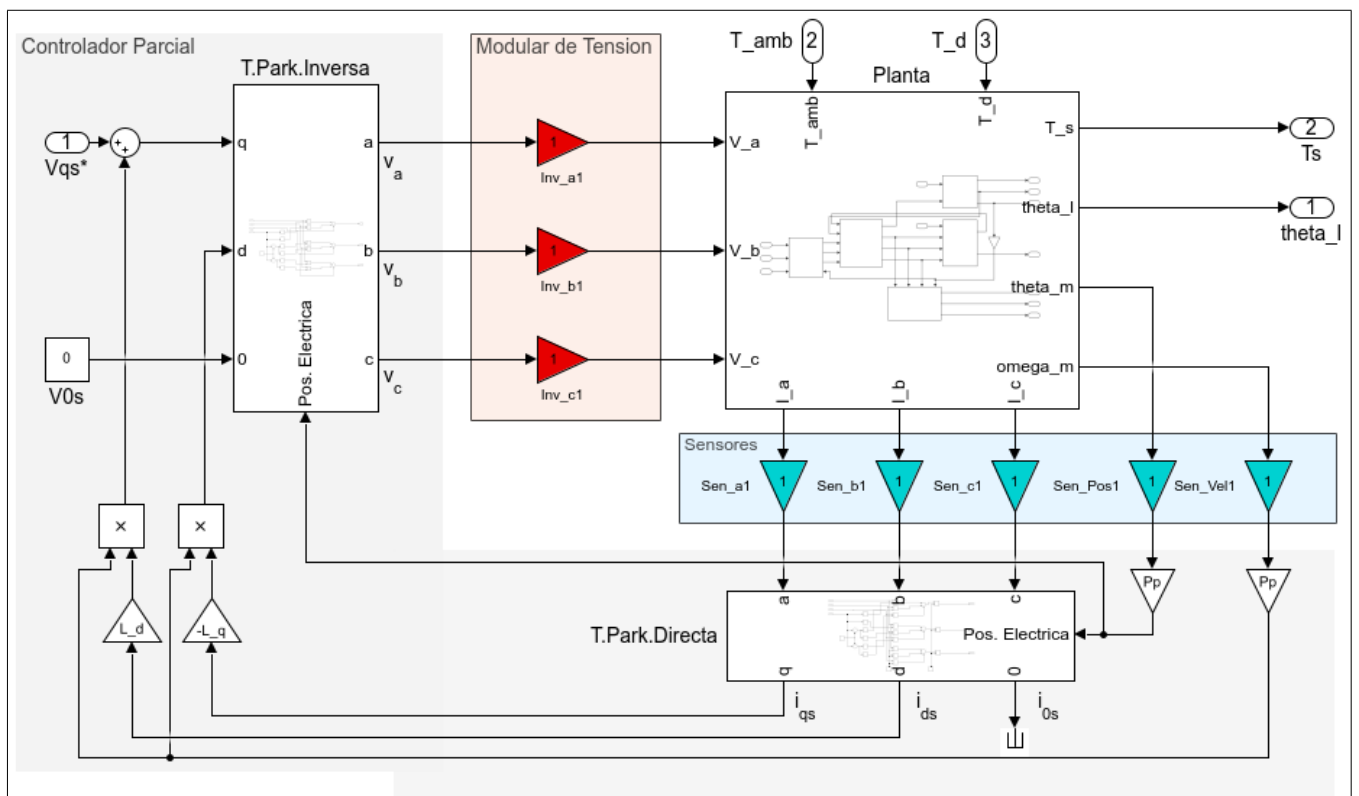 Controlador Parcial
Modular de Tension
T_amb 2
T_d 3
T.Park.Inversa
Planta
1
Vqs*
+
+
q
a
v_a
1
Inv_a1
V_a
T_amb
T_d
T_s
2
Ts
d
b
v_b
1
Inv_b1
V_b
theta_l
1
theta_l
theta_m
0
V0s
0
Pos. Electrica
c
v_c
1
Inv_c1
V_c
omega_m
I_a
I_b
I_c
Sensores
Sen_a1
1
Sen_b1
1
Sen_c1
1
Sen_Pos1
1
Sen_Vel1
1
×
×
L_d
-L_q
Pp
Pp
T.Park.Directa
a
b
c
Pos. Electrica
q
d
0
i_qs
i_ds
i_0s